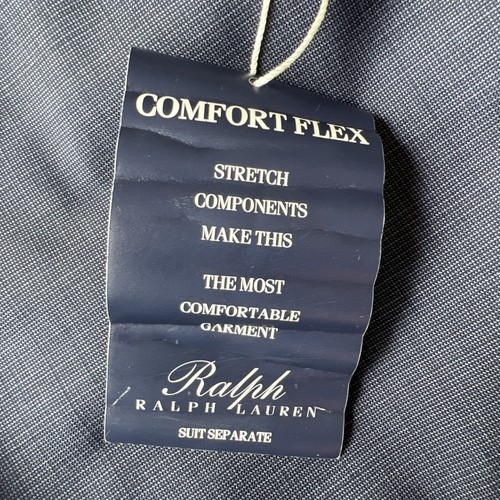 COMFORT FLEX
STRETCH
COMPONENTS
MAKE THIS
THE MOST
COMFORTABLE
GARMENT
Ralph
RALPH LAUREN
SUIT SEPARATE